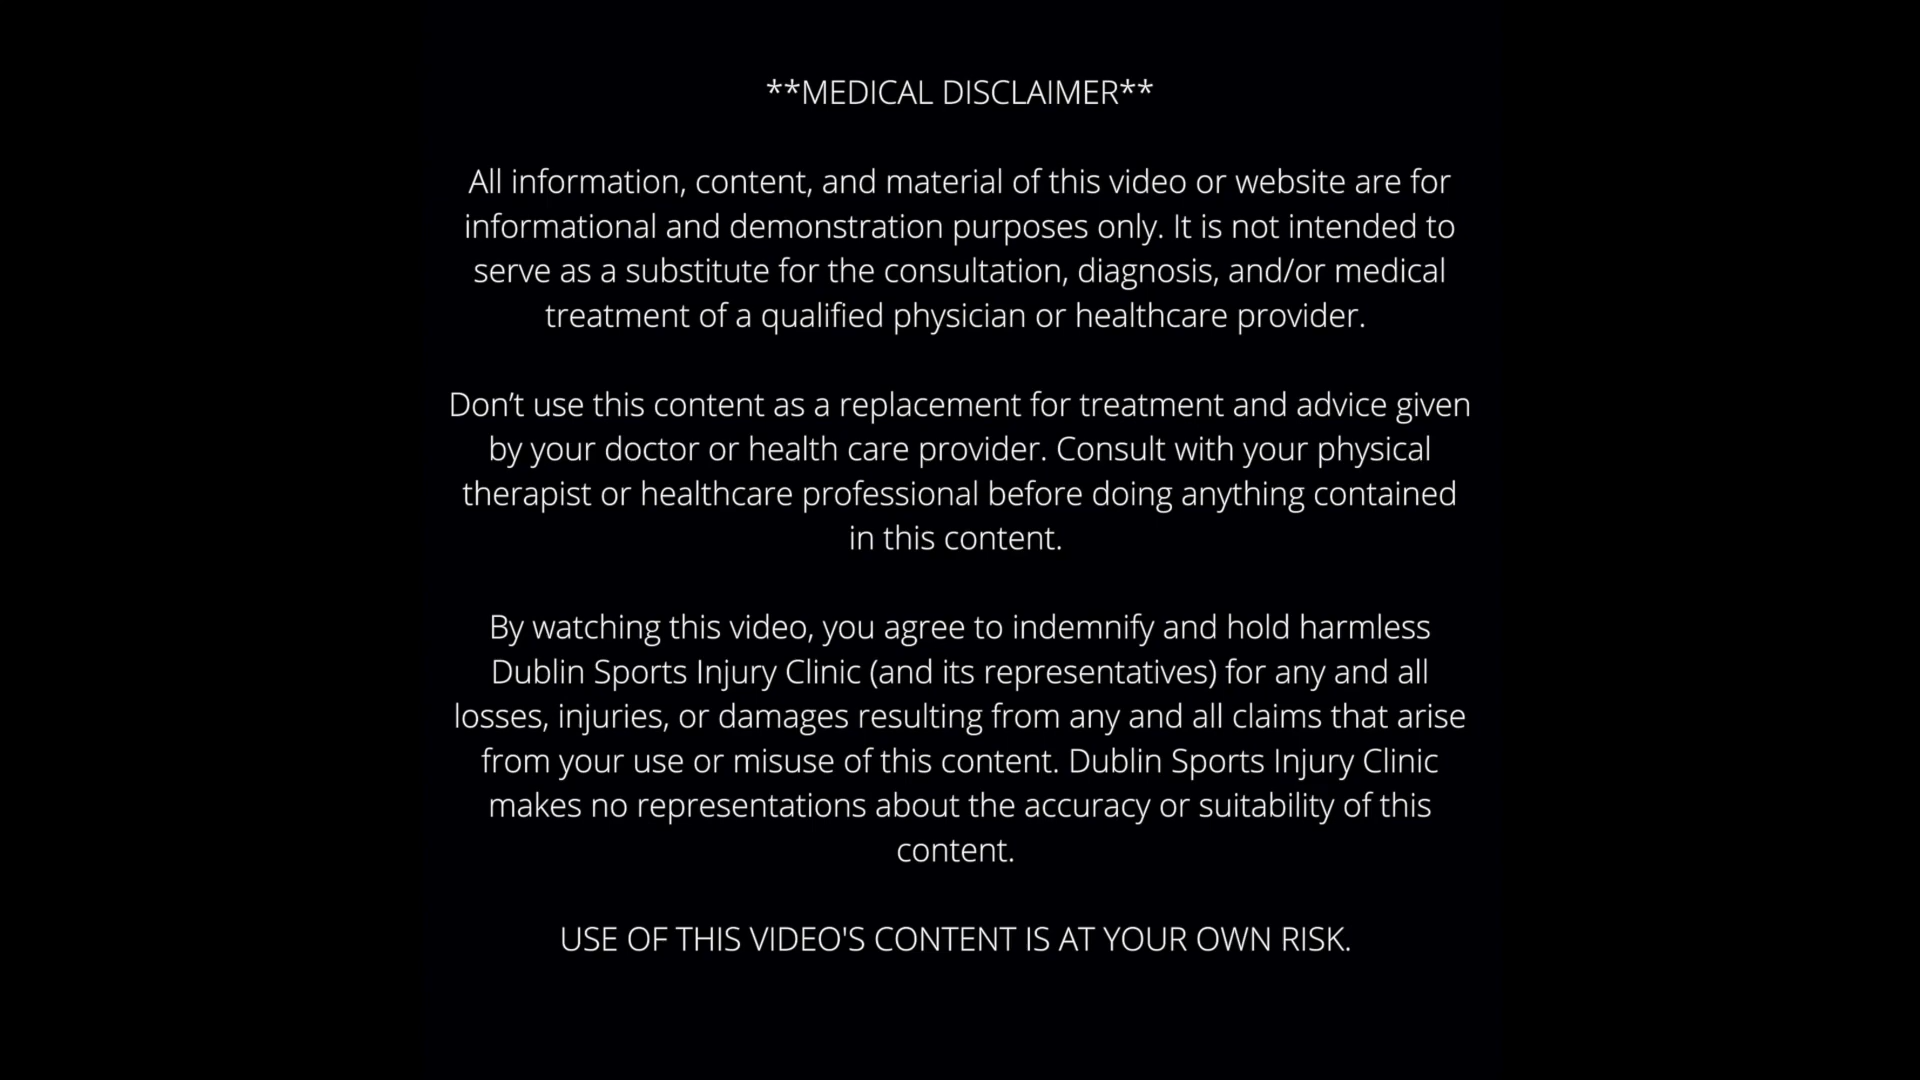 **MEDICAL DISCLAIMER**
All information, content, and material of this video or website are for
informational and demonstration purposes only. It is not intended to
serve as a substitute for the consultation, diagnosis, and/or medical
treatment of a qualified physician or healthcare provider.
Don’t use this content as a replacement for treatment and advice given
by your doctor or health care provider. Consult with your physical
therapist or healthcare professional before doing anything contained
in this content.
By watching this video, you agree to indemnify and hold harmless
Dublin Sports Injury Clinic (and its representatives) for any and all
losses, injuries, or damages resulting from any and all claims that arise
from your use or misuse of this content. Dublin Sports Injury Clinic
makes no representations about the accuracy or suitability of this
content.
USE OF THIS VIDEO'S CONTENT IS AT YOUR OWN RISK.